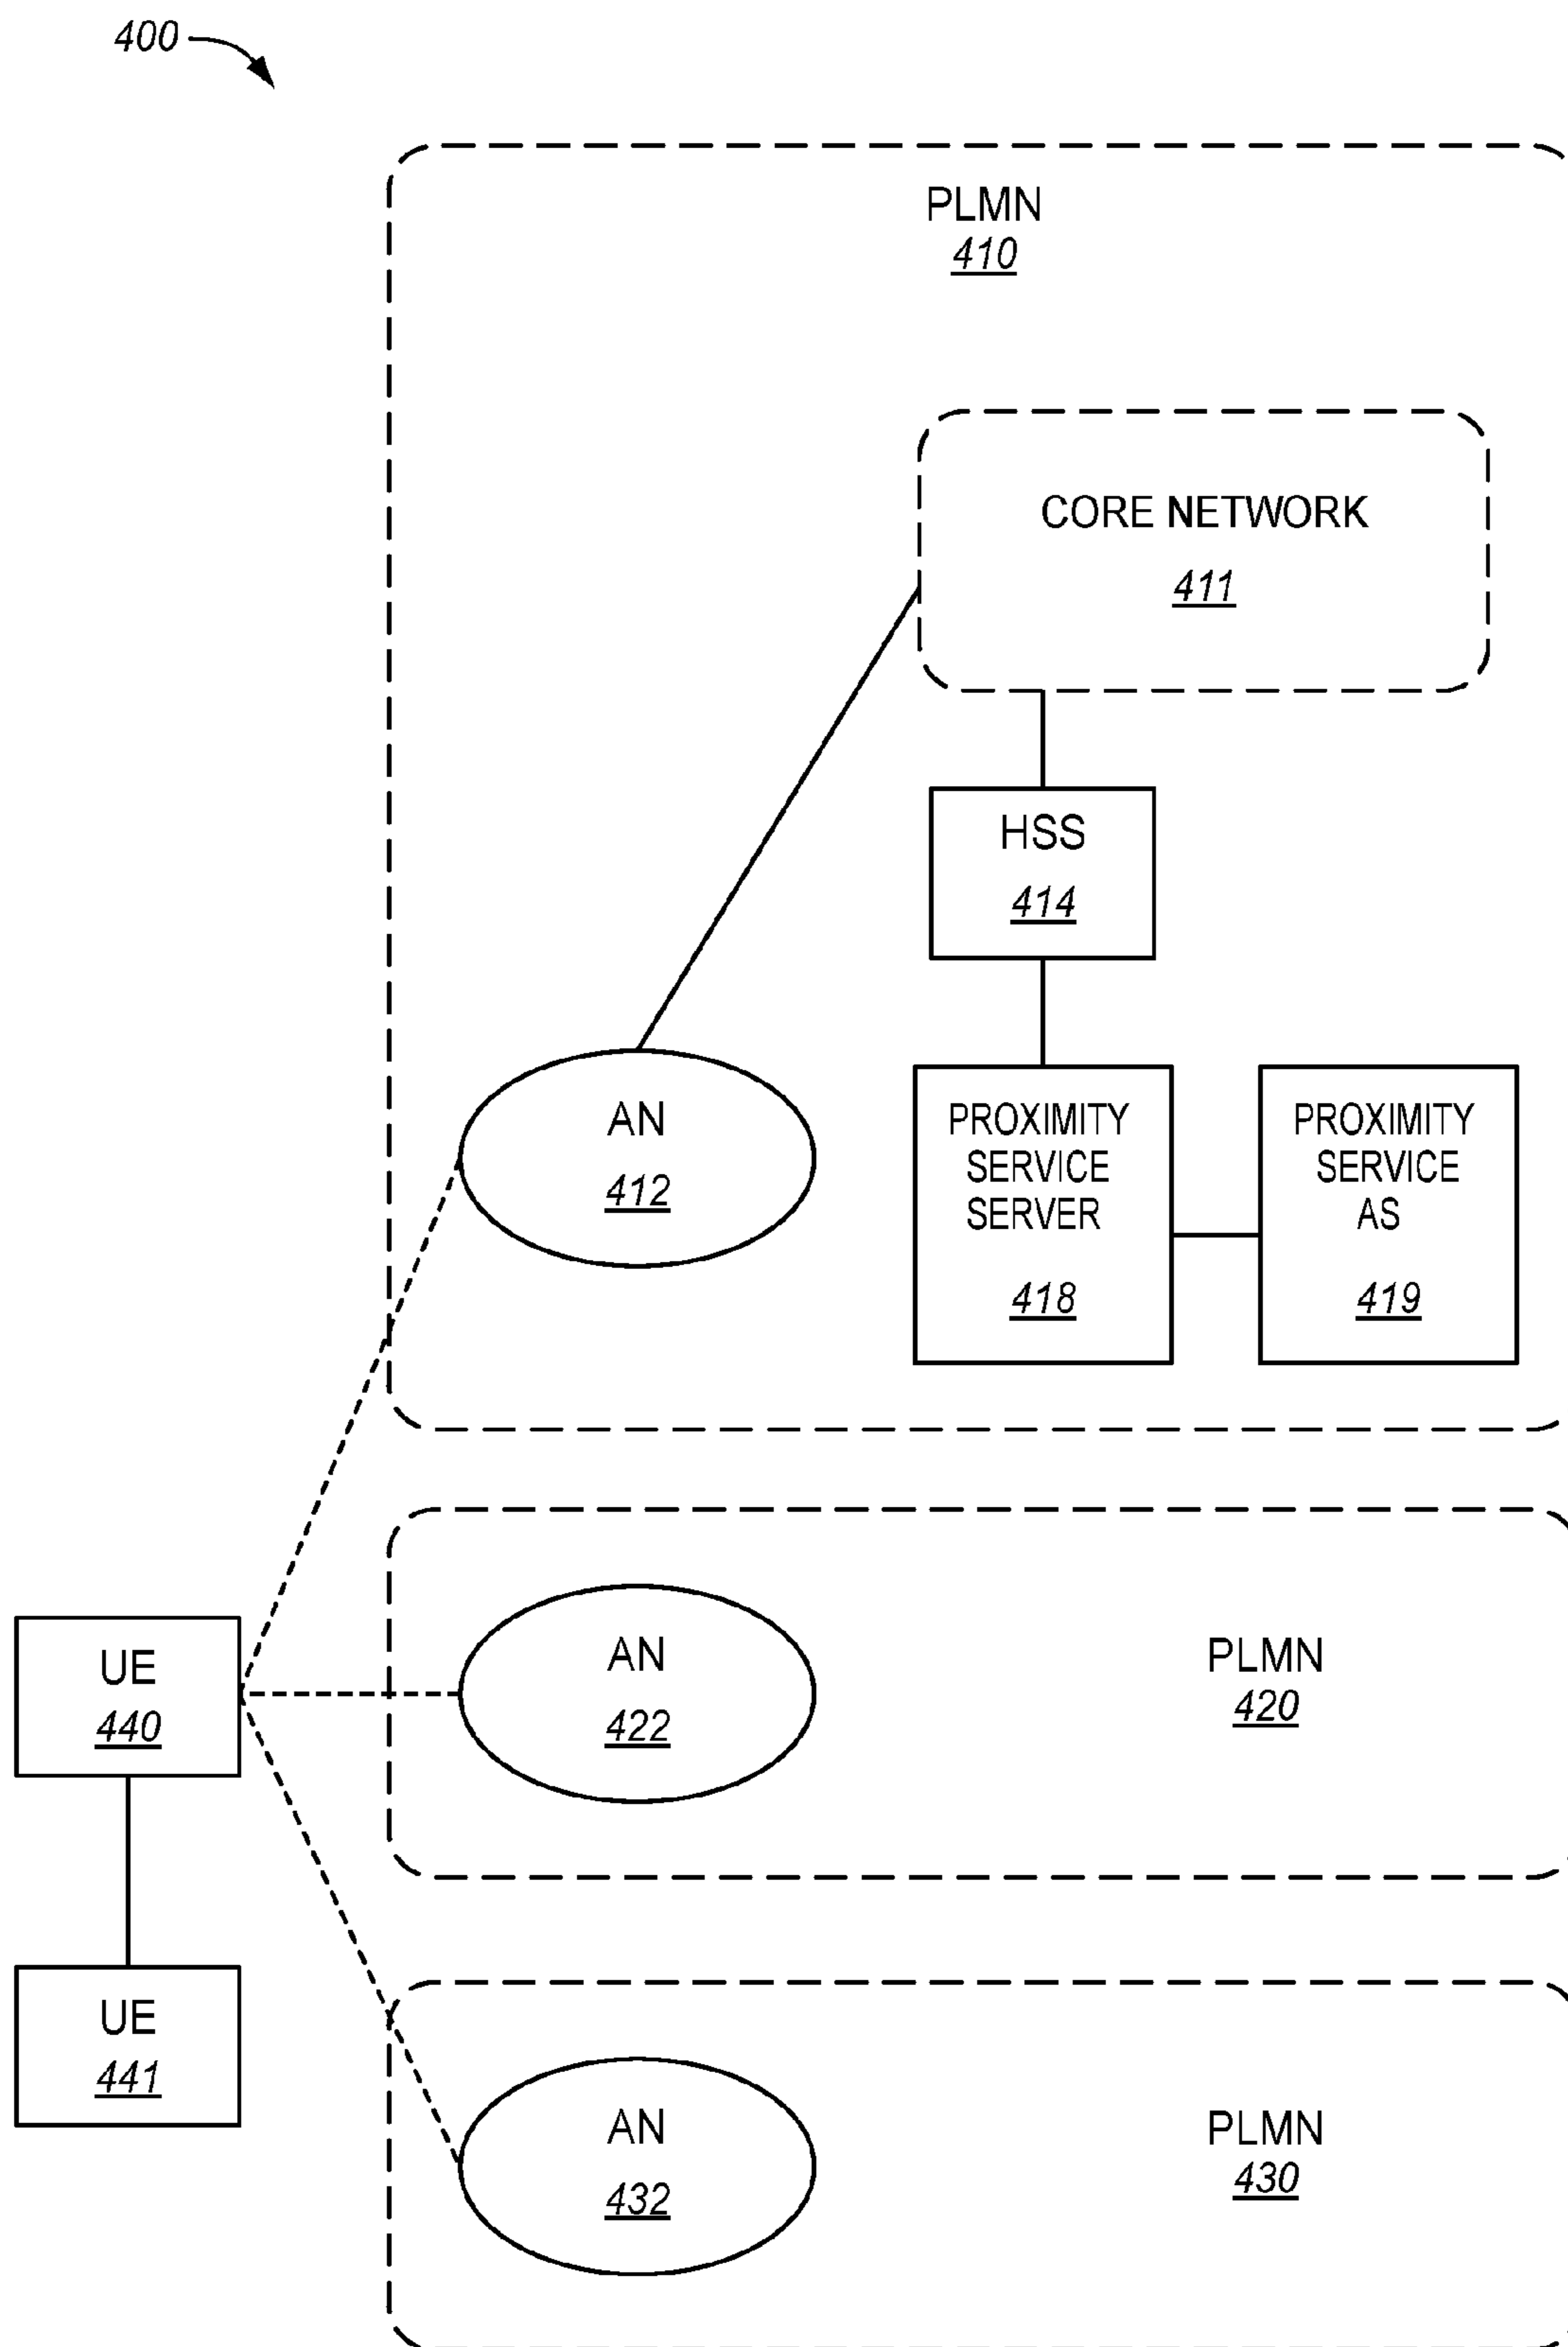 400
PLMN
410
CORE NETWORK
411
HSS
414
AN
412
PROXIMITY
SERVICE
SERVER
418
PROXIMITY
SERVICE
AS
419
UE
440
AN
422
PLMN
420
UE
441
AN
432
PLMN
430